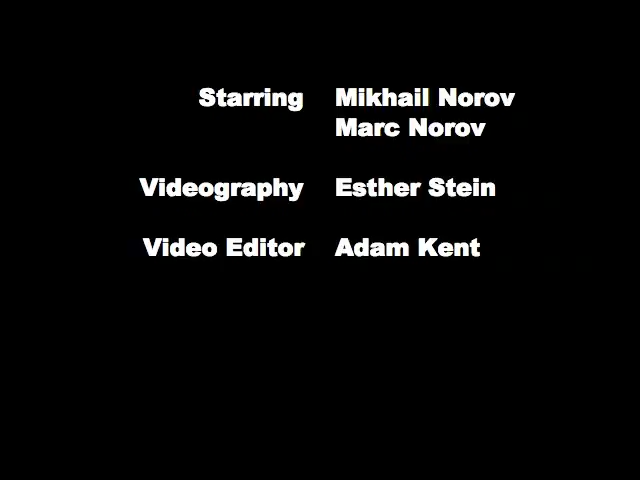 Starring Mikhail Norov
Marc Norov
Videography Esther Stein
Video Editor Adam Kent